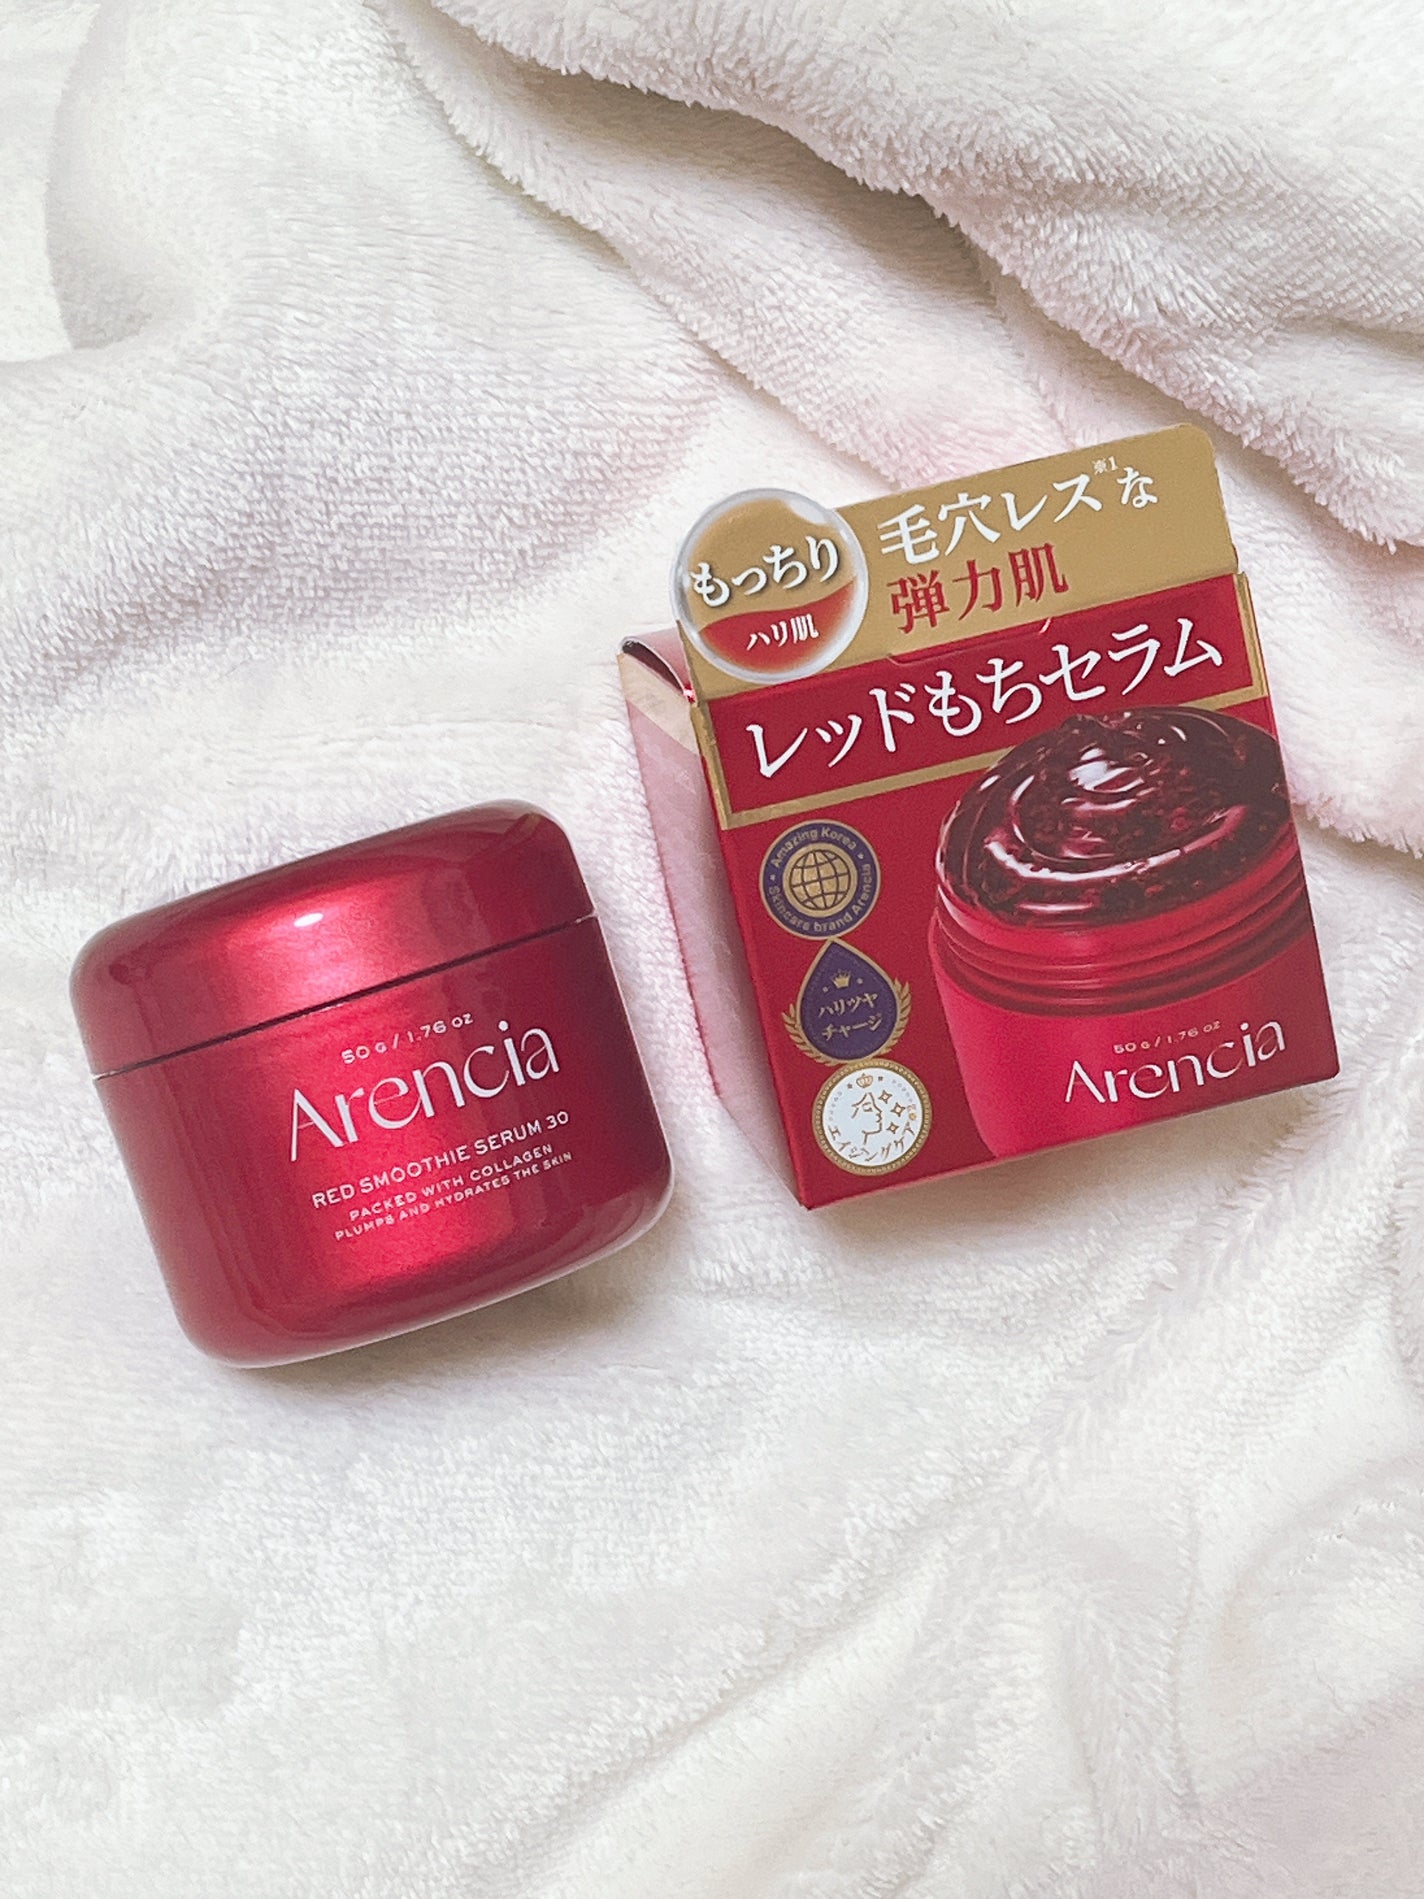 50 G / 1.76 OZ
Arencia
RED SMOOTHIE SERUM 30
PACKED WITH COLLAGEN
PLUMPS AND HYDRATES THE SKIN
もっちり
ハリ肌
毛穴レス※1な
弾力肌
レッドもちセラム
Amazing Korea
Skincare brand Arencia
ハリツヤ
チャージ
エイジングケア※2
50 G / 1.76 OZ
Arencia